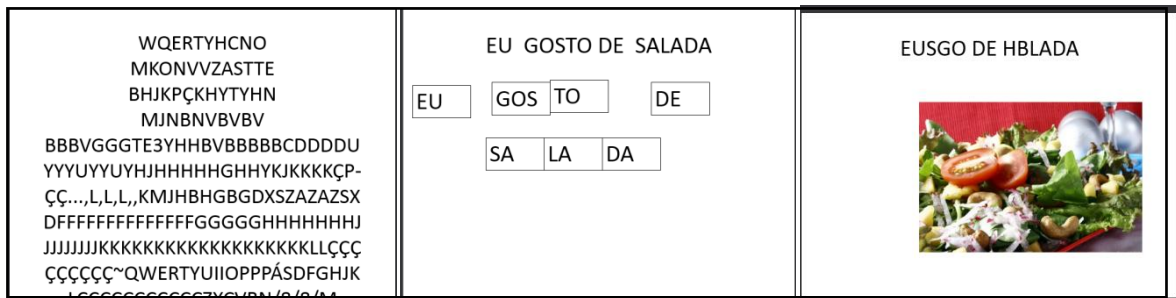 WQERTYHCNO
MKONVVZASTTE
BHJKPÇKHYTYHN
MJNBNVBVBV
BBBVGGGTE3YHHBVBBBBBCDDDDU
YYYUYYUYHJHHHHHGHHYKJKKKKÇP-
ÇÇ...,L,L,L,,KMJHBHGBGDXSZAZAZSX
DFFFFFFFFFFFFFFGGGGGHHHHHHHJ
JJJJJJJJKKKKKKKKKKKKKKKKKKKKLLÇÇÇ
ÇÇÇÇÇÇ~QWERTYUIIOPPPÁSDFGHJK
EU GOSTO DE SALADA
EU GOS TO DE
SA LA DA
EUSGO DE HBLADA